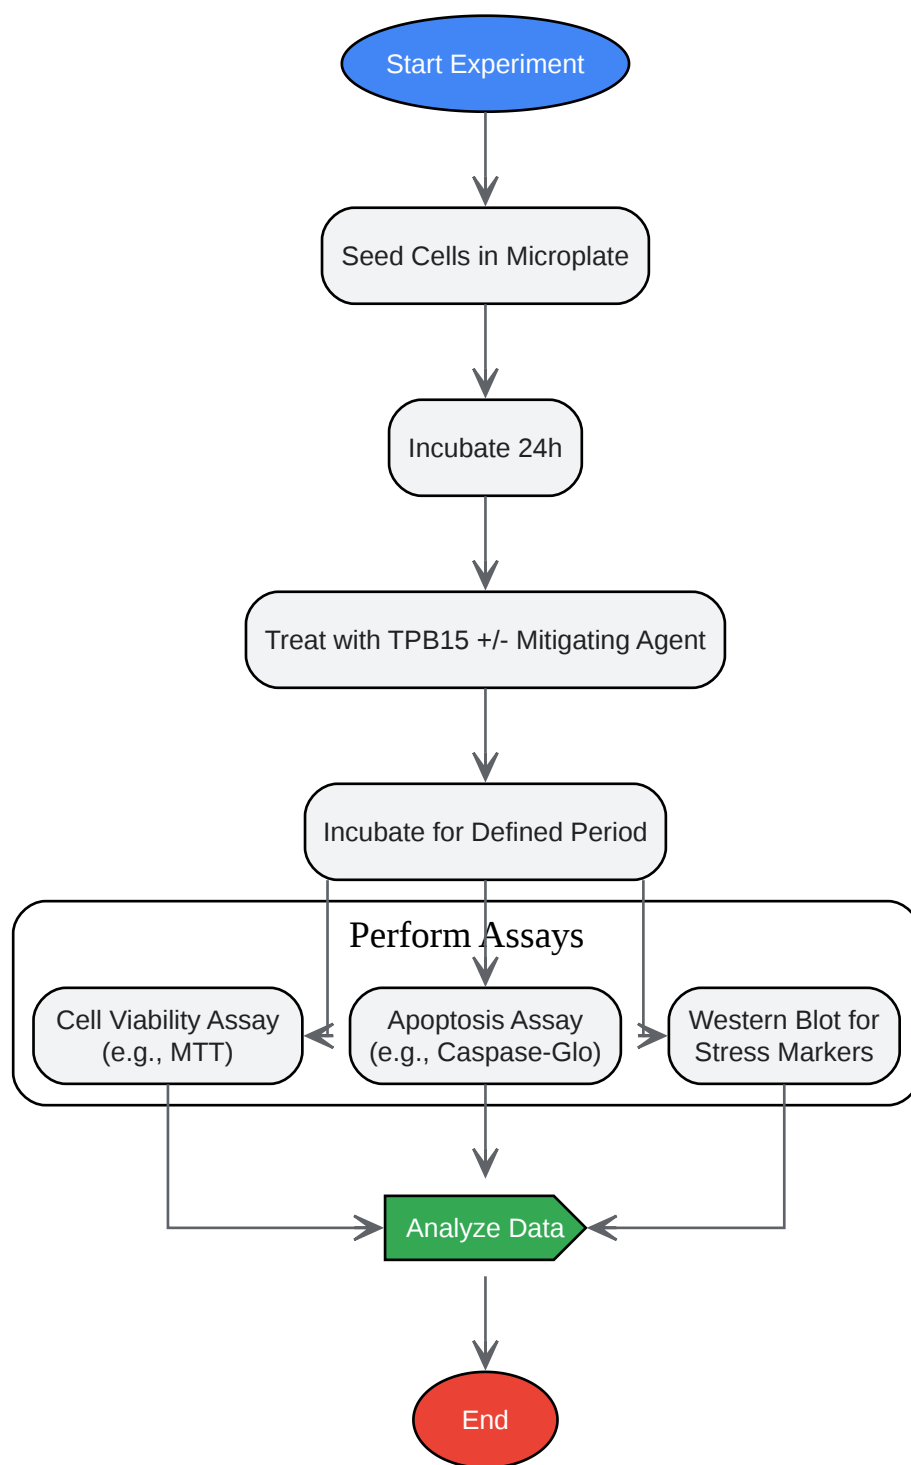 Start Experiment
Seed Cells in Microplate
Incubate 24h
Treat with TPB15 +/- Mitigating Agent
Incubate for Defined Period
Perform Assays
Cell Viability Assay
(e.g., MTT)
Apoptosis Assay
(e.g., Caspase-Glo)
Western Blot for
Stress Markers
Analyze Data
End